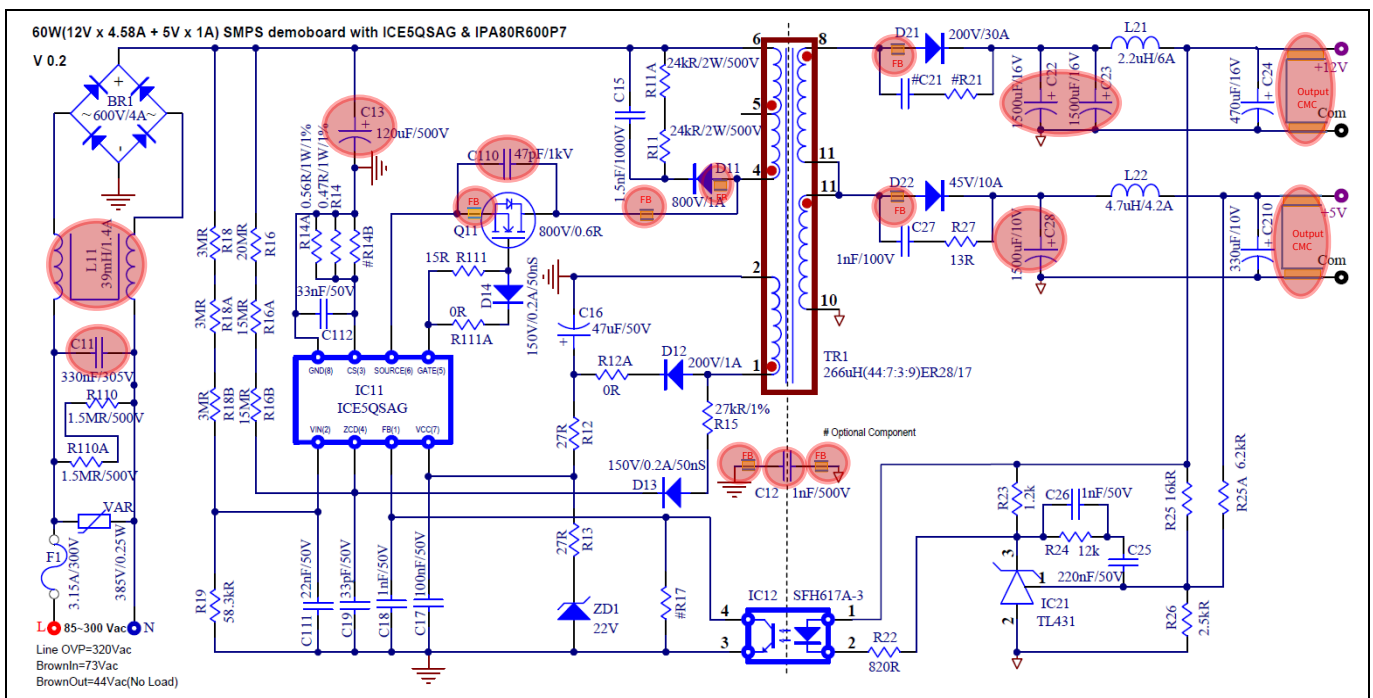 60W(12V x 4.58A + 5V x 1A) SMPS demoboard with ICE5QSAG & IPA80R600P7
V 0.2
+
BR1
~600V/4A~
-
C13
+
120uF/500V
L11
39mH/1.4A
C11
330nF/305V
R110
1.5MR/500V
R110A
1.5MR/500V
VAR
F1
3.15A/300V
385V/0.25W
L
85~300 Vac
N
Line OVP=320Vac
BrownIn=73Vac
BrownOut=44Vac(No Load)
3MR
R18
20MR
R16
3MR
R18A
15MR
R16A
3MR
R18B
15MR
R16B
R19
58.3kR
R14A
0.56R/1W/1%
0.47R/1W/1%
R14
#R14B
33nF/50V
C112
GND(8)
CS(3)
SOURCE(6)
GATE(5)
IC11
ICE5QSAG
VIN(2)
ZCD(4)
FB(1)
VCC(7)
C111
22nF/50V
C19
33pF/50V
C18
1nF/50V
C17
100nF/50V
C110
47pF/1kV
FB
Q11
800V/0.6R
FB
15R
R111
D14
150V/0.2A/50nS
0R
R111A
C15
1.5nF/1000V
R11A
24kR/2W/500V
24kR/2W/500V
R11
D11
FB
800V/1A
C16
47uF/50V
+
R12A
0R
D12
200V/1A
27R
R12
27kR/1%
R15
150V/0.2A/50nS
D13
27R
R13
ZD1
22V
#R17
6
5
4
2
1
8
11
11
10
TR1
266uH(44:7:3:9)ER28/17
# Optional Component
FB
FB
C12
1nF/500V
IC12
SFH617A-3
4
3
1
2
R22
820R
D21
200V/30A
FB
#C21
#R21
1500uF/16V
+
C22
1500uF/16V
+
C23
L21
2.2uH/6A
470uF/16V
+
C24
Output
CMC
+12V
Com
D22
45V/10A
FB
C27
R27
1nF/100V
13R
1500uF/10V
+
C28
L22
4.7uH/4.2A
330uF/10V
+
C210
Output
CMC
+5V
Com
R23
1.2k
C26
1nF/50V
R24
12k
C25
220nF/50V
R25
16kR
R25A
6.2kR
3
1
2
IC21
TL431
R26
2.5kR